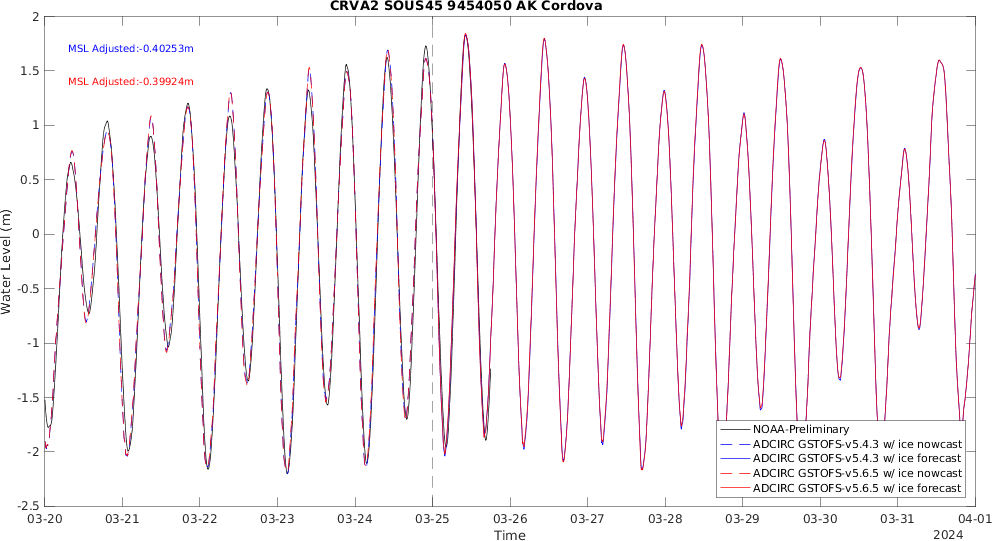 CRVA2 SOUS45 9454050 AK Cordova
MSL Adjusted:-0.40253m
MSL Adjusted:-0.39924m
Water Level (m)
2
1.5
1
0.5
0
-0.5
-1
-1.5
-2
-2.5
NOAA-Preliminary
ADCIRC GSTOFS-v5.4.3 w/ ice nowcast
ADCIRC GSTOFS-v5.4.3 w/ ice forecast
ADCIRC GSTOFS-v5.6.5 w/ ice nowcast
ADCIRC GSTOFS-v5.6.5 w/ ice forecast
03-20 03-21 03-22 03-23 03-24 03-25 03-26 03-27 03-28 03-29 03-30 03-31 04-01
Time
2024